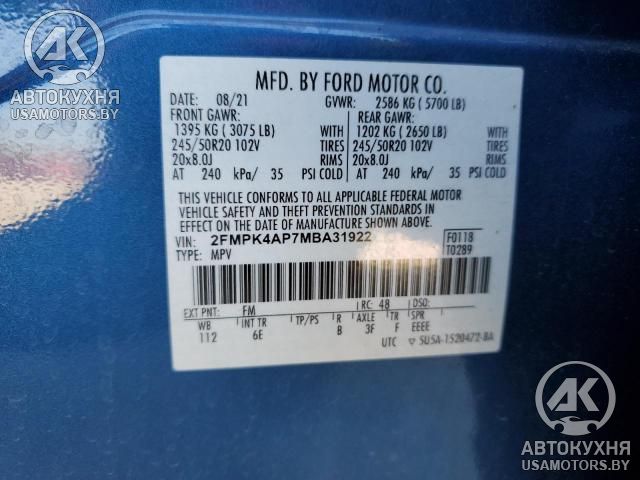 AK
АВТОКУХНЯ
USAMOTORS.BY
MFD. BY FORD MOTOR CO.
DATE: 08/21 GVWR: 2586 KG ( 5700 LB)
FRONT GAWR: REAR GAWR:
1395 KG ( 3075 LB) WITH 1202 KG ( 2650 LB) WITH
245/50R20 102V TIRES 245/50R20 102V TIRES
20x8.0J RIMS 20x8.0J RIMS
AT 240 kPa/ 35 PSI COLD AT 240 kPa/ 35 PSI COLD
THIS VEHICLE CONFORMS TO ALL APPLICABLE FEDERAL MOTOR
VEHICLE SAFETY AND THEFT PREVENTION STANDARDS
IN EFFECT ON THE DATE OF MANUFACTURE SHOWN ABOVE.
VIN: 2FMPK4AP7MBA31922 F0118
TYPE: MPV T0289
EXT PNT: FM RC: 48 DSO:
WB INT TR TP/PS R AXLE TR SPR
112 6E B 3F F EEEE
UTC ▽ 5U5A-1520472-BA
AK
АВТОКУХНЯ
USAMOTORS.BY